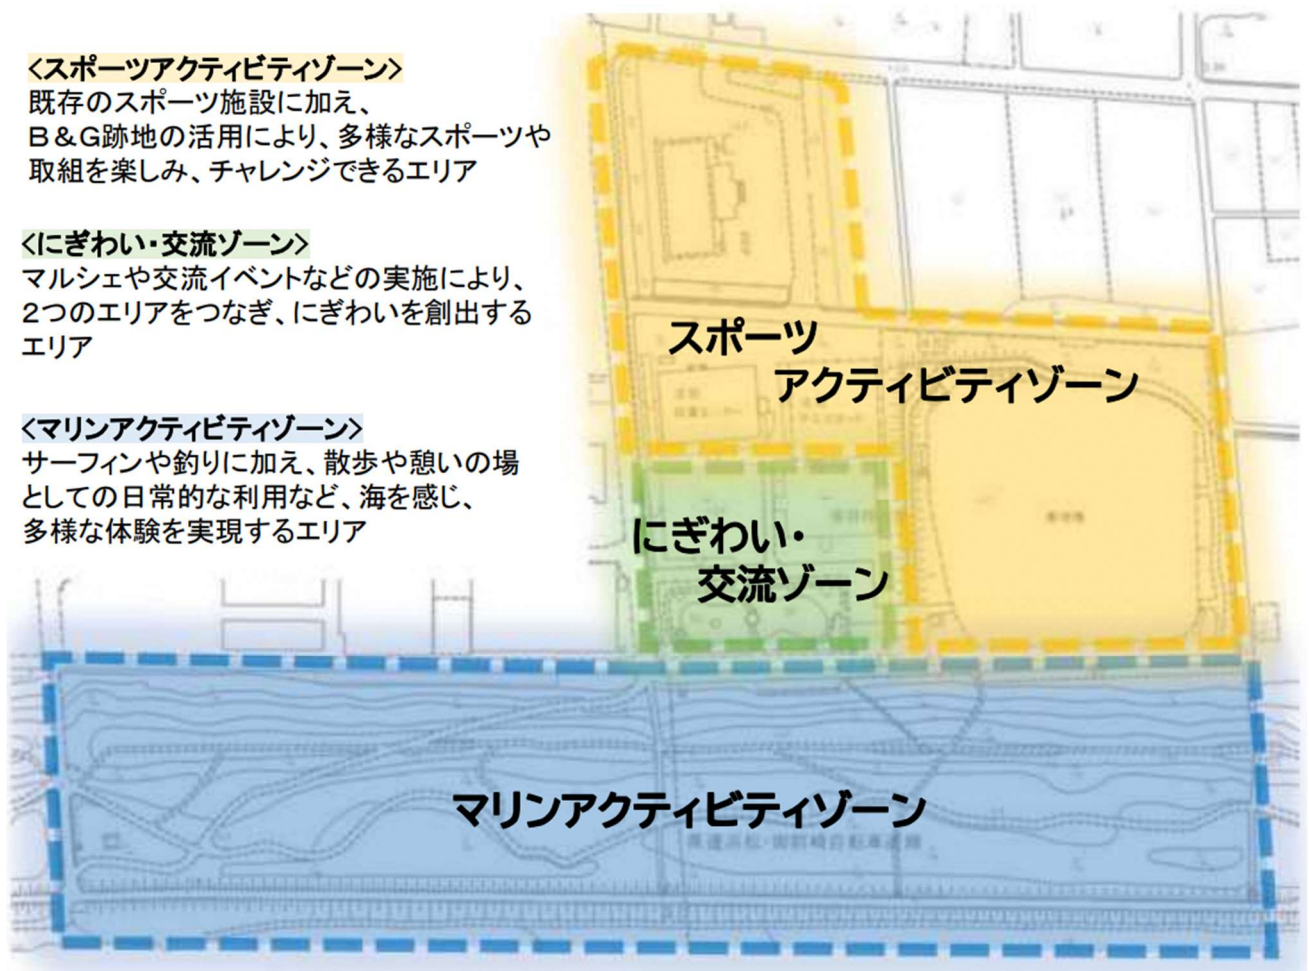 <スポーツアクティビティゾーン>
既存のスポーツ施設に加え、
B&G跡地の活用により、多様なスポーツや
取組を楽しみ、チャレンジできるエリア
<にぎわい・交流ゾーン>
マルシェや交流イベントなどの実施により、
2つのエリアをつなぎ、にぎわいを創出する
エリア
<マリンアクティビティゾーン>
サーフィンや釣りに加え、散歩や憩いの場
としての日常的な利用など、海を感じ、
多様な体験を実現するエリア
スポーツ
アクティビティゾーン
にぎわい・
交流ゾーン
マリンアクティビティゾーン